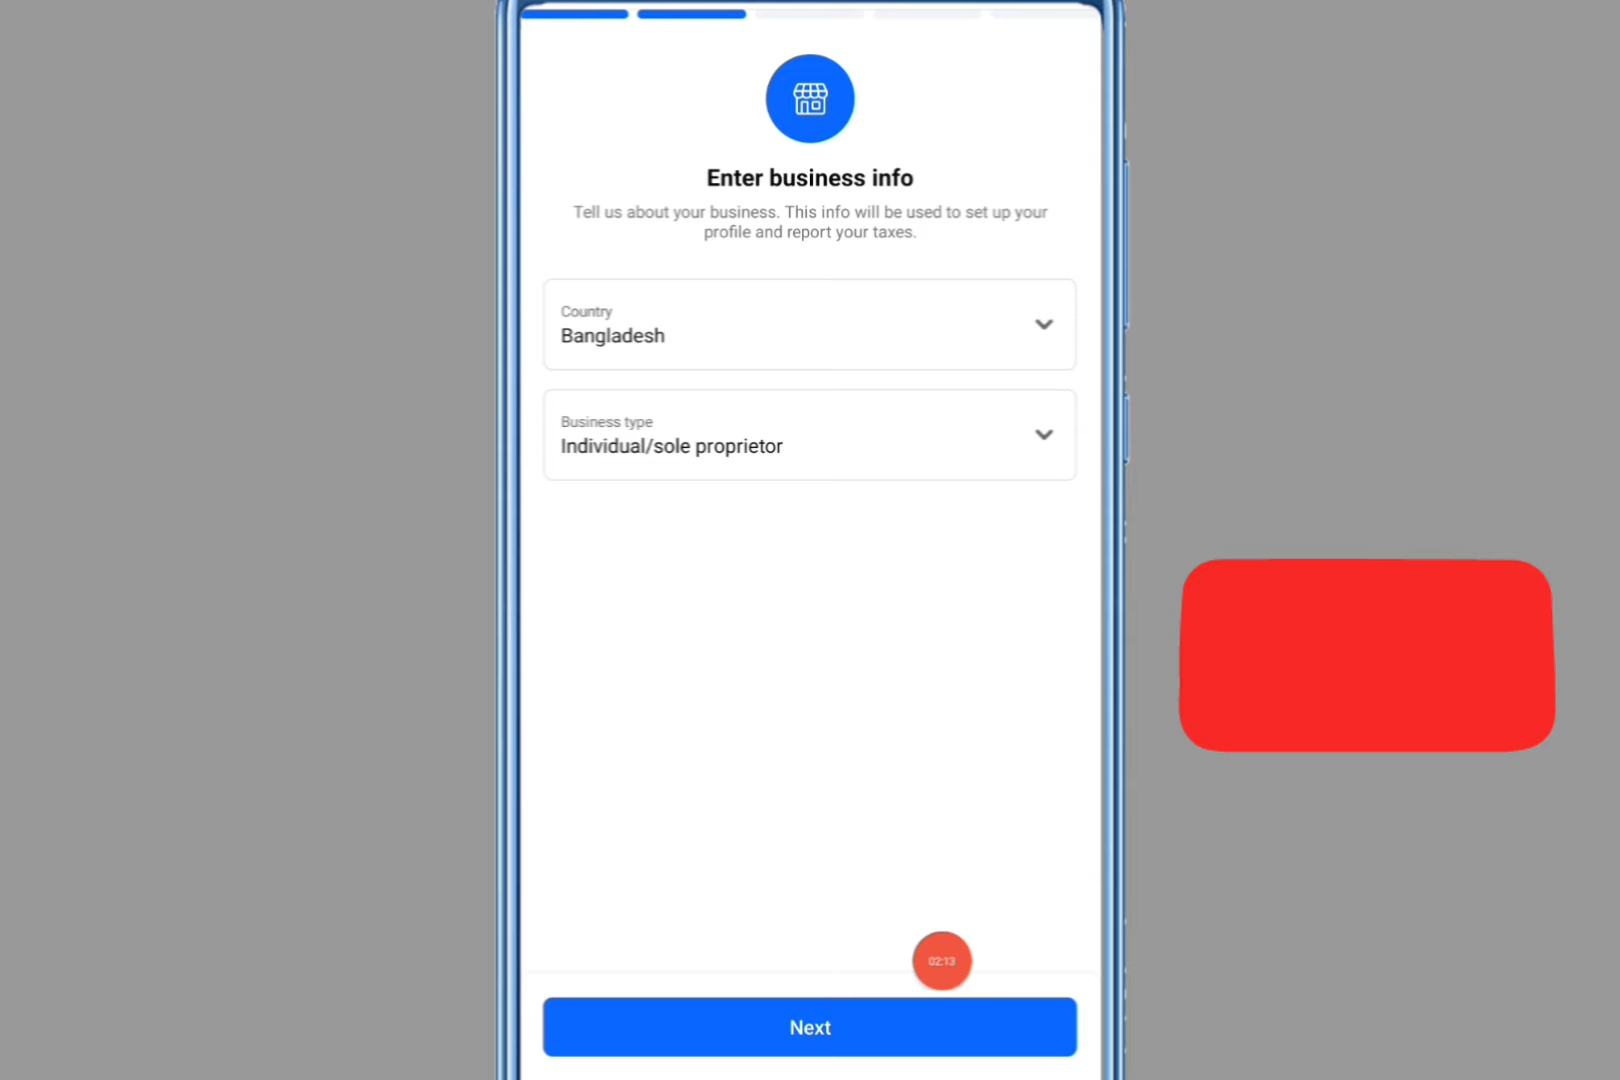 Enter business info
Tell us about your business. This info will be used to set up your
profile and report your taxes.
Country
Bangladesh
Business type
Individual/sole proprietor
02:13
Next